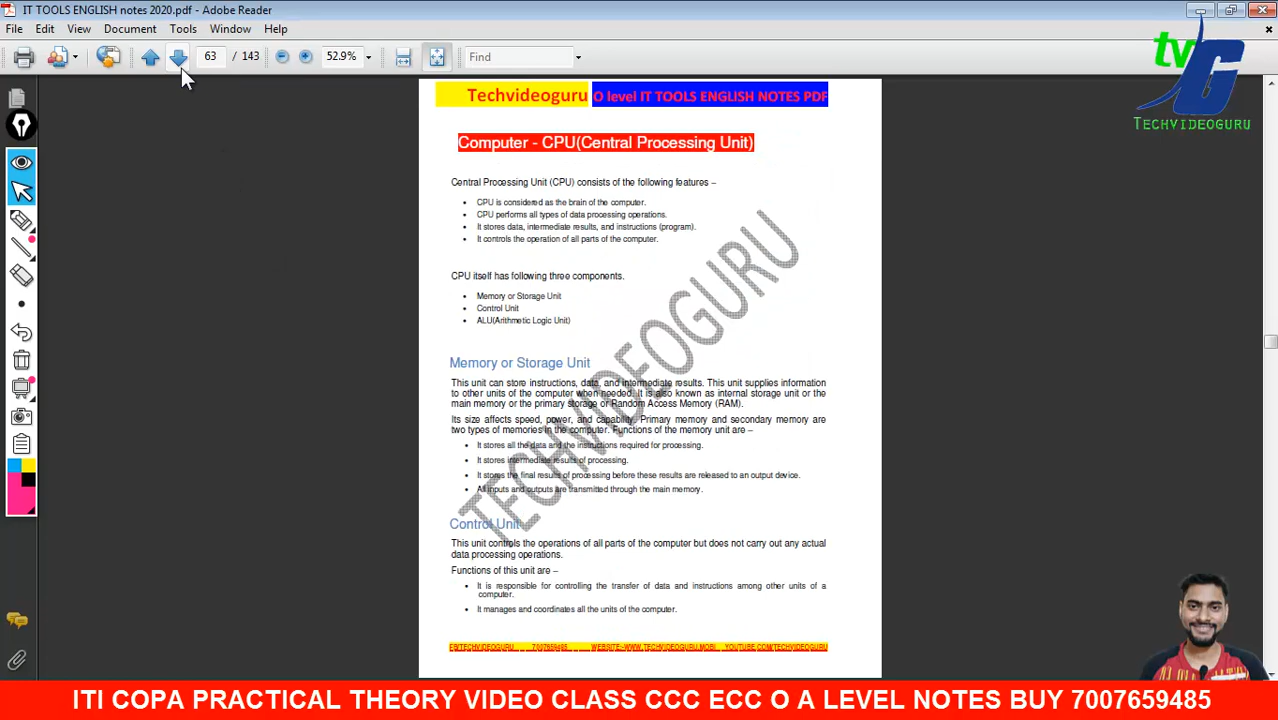 IT TOOLS ENGLISH notes 2020.pdf - Adobe Reader
File Edit View Document Tools Window Help
63 / 143 52.9% Find
tv
TECHVIDEOGURU
Techvideoguru O level IT TOOLS ENGLISH NOTES PDF
Computer - CPU(Central Processing Unit)
Central Processing Unit (CPU) consists of the following features –
• CPU is considered as the brain of the computer.
• CPU performs all types of data processing operations.
• It stores data, intermediate results, and instructions (program).
• It controls the operation of all parts of the computer.
CPU itself has following three components.
• Memory or Storage Unit
• Control Unit
• ALU(Arithmetic Logic Unit)
Memory or Storage Unit
This unit can store instructions, data, and intermediate results. This unit supplies information
to other units of the computer when needed. It is also known as internal storage unit or the
main memory or the primary storage or Random Access Memory (RAM).
Its size affects speed, power, and capability. Primary memory and secondary memory are
two types of memories in the computer. Functions of the memory unit are –
• It stores all the data and the instructions required for processing.
• It stores intermediate results of processing.
• It stores the final results of processing before these results are released to an output device.
• All inputs and outputs are transmitted through the main memory.
Control Unit
This unit controls the operations of all parts of the computer but does not carry out any actual
data processing operations.
Functions of this unit are –
• It is responsible for controlling the transfer of data and instructions among other units of a
computer.
• It manages and coordinates all the units of the computer.
TECHVIDEOGURU
FB/TECHVIDEOGURU 7007659485 WEBSITE:-WWW.TECHVIDEOGURU.MOBI YOUTUBE.COM/TECHVIDEOGURU
ITI COPA PRACTICAL THEORY VIDEO CLASS CCC ECC O A LEVEL NOTES BUY 7007659485